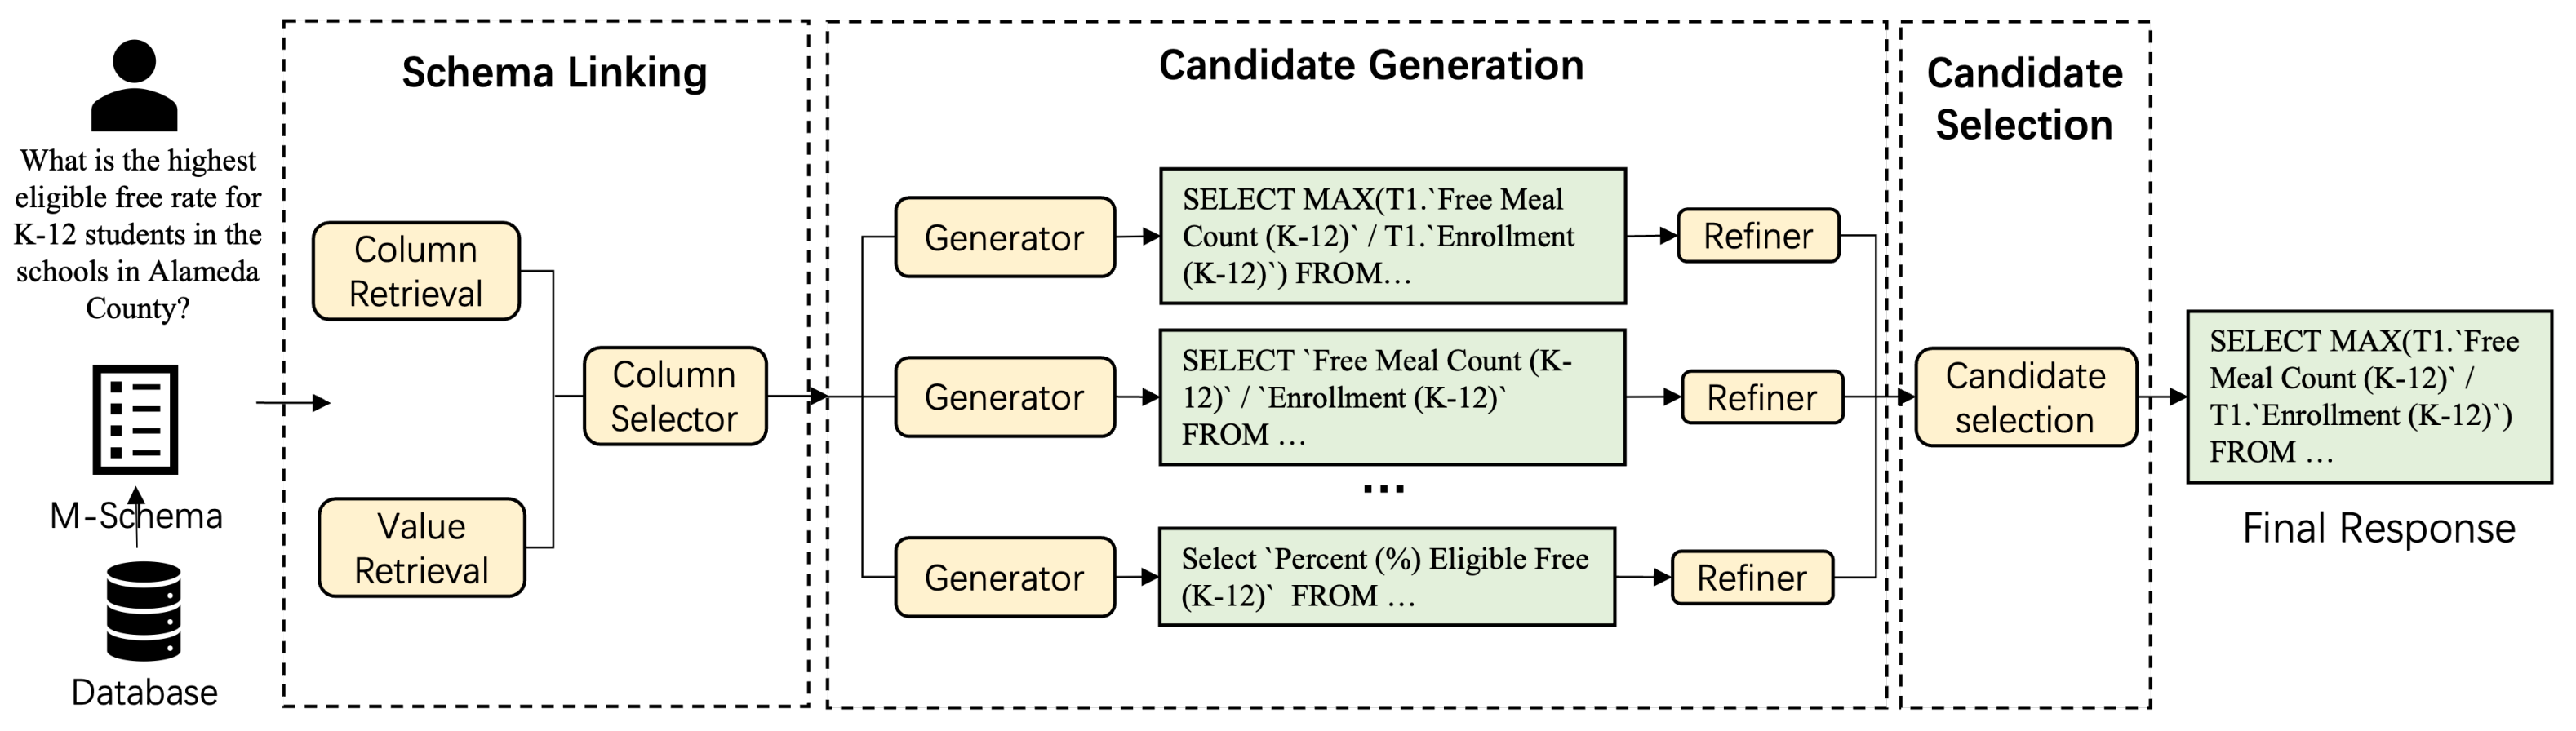 What is the highest
eligible free rate for
K-12 students in the
schools in Alameda
County?
M-Schema
Database
Schema Linking
Column
Retrieval
Value
Retrieval
Column
Selector
Candidate Generation
Generator
SELECT MAX(T1.`Free Meal
Count (K-12)` / T1.`Enrollment
(K-12)`) FROM…
Refiner
Generator
SELECT `Free Meal Count (K-
12)` / `Enrollment (K-12)`
FROM …
Refiner
...
Generator
Select `Percent (%) Eligible Free
(K-12)`  FROM …
Refiner
Candidate
Selection
Candidate
selection
SELECT MAX(T1.`Free
Meal Count (K-12)` /
T1.`Enrollment (K-12)`)
FROM …
Final Response